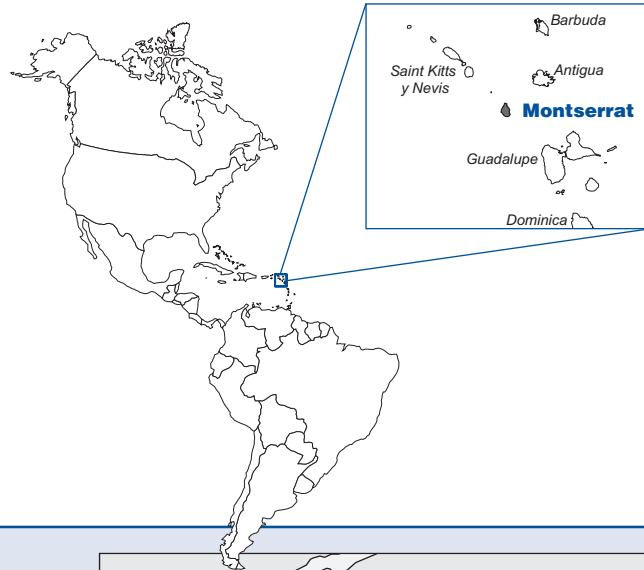 Barbuda
Saint Kitts
y Nevis
Antigua
Montserrat
Guadalupe
Dominica